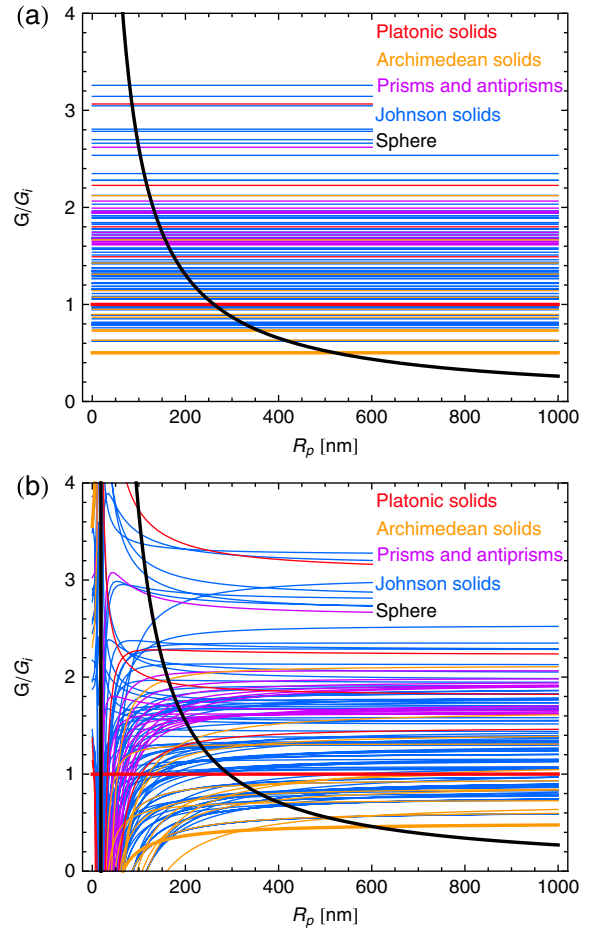 (a)
4
3
2
1
0
G/Gi
Platonic solids
Archimedean solids
Prisms and antiprisms
Johnson solids
Sphere
0 200 400 600 800 1000
Rp [nm]
(b)
4
3
2
1
0
G/Gi
Platonic solids
Archimedean solids
Prisms and antiprisms
Johnson solids
Sphere
0 200 400 600 800 1000
Rp [nm]